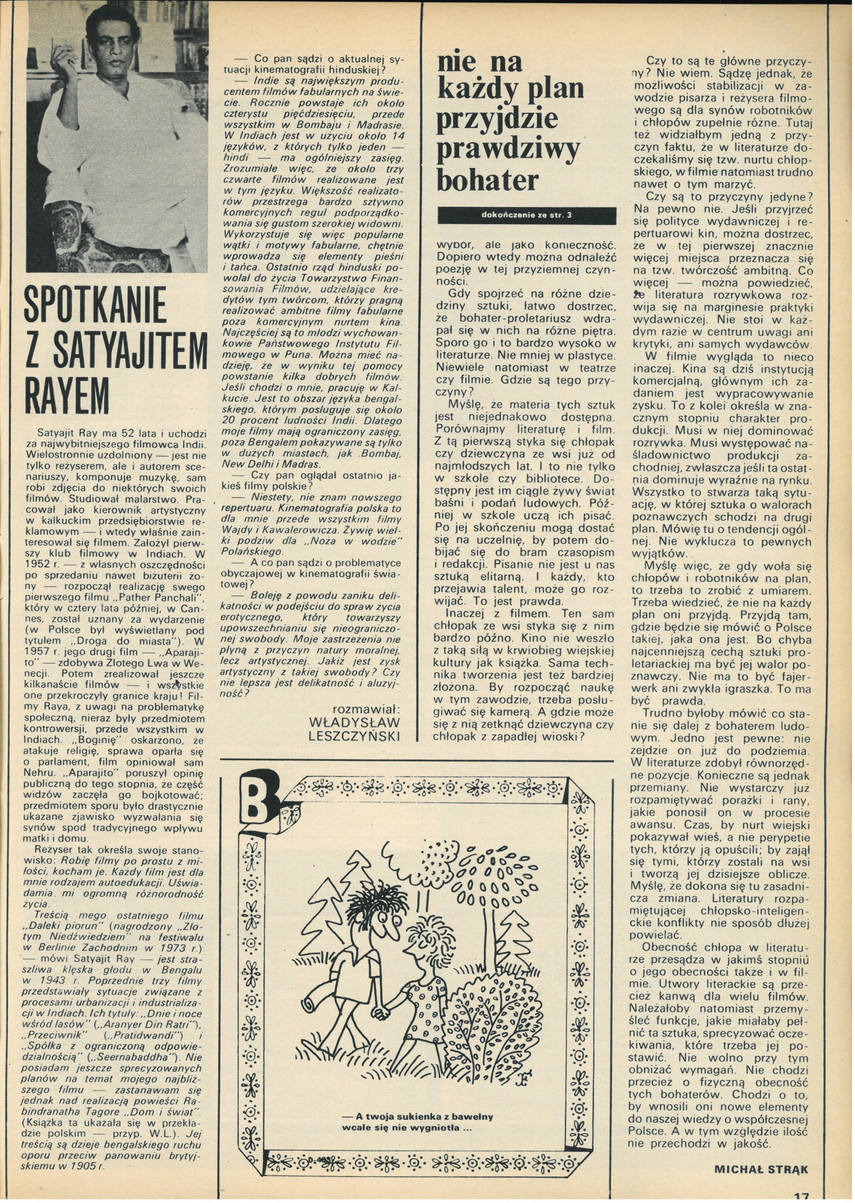 SPOTKANIE
Z SATYAJITEM
RAYEM
Satyajit Ray ma 52 lata i uchodzi
za najwybitniejszego filmowca Indii.
Wielostronnie uzdolniony — jest nie
tylko reżyserem, ale i autorem sce-
nariuszy, komponuje muzykę, sam
robi zdjęcia do niektórych swoich
filmów. Studiował malarstwo. Pra-
cował jako kierownik artystyczny
w kalkuckim przedsiębiorstwie re-
klamowym — i wtedy właśnie zain-
teresował się filmem. Założył pierw-
szy klub filmowy w Indiach. W
1952 r. — z własnych oszczędności
po sprzedaniu nawet biżuterii żo-
ny — rozpoczął realizację swego
pierwszego filmu „Pather Panchali",
który w cztery lata później, w Can-
nes, został uznany za wydarzenie
(w Polsce był wyświetlany pod
tytułem „Droga do miasta"). W
1957 r. jego drugi film — „Aparaji-
to" — zdobywa Złotego Lwa w We-
necji. Potem zrealizował jeszcze
kilkanaście filmów — i wszystkie
one przekroczyły granice kraju! Fil-
my Raya, z uwagi na problematykę
społeczną, nieraz były przedmiotem
kontrowersji, przede wszystkim w
Indiach. „Boginię" oskarżono, że
atakuje religię, sprawa oparła się
o parlament, film opiniował sam
Nehru. „Aparajito" poruszył opinię
publiczną do tego stopnia, że część
widzów zaczęła go bojkotować;
przedmiotem sporu było drastycznie
ukazane zjawisko wyzwalania się
synów spod tradycyjnego wpływu
matki i domu.
Reżyser tak określa swoje stano-
wisko: Robię filmy po prostu z mi-
łości, kocham je. Każdy film jest dla
mnie rodzajem autoedukacji. Uświa-
damia mi ogromną różnorodność
życia.
Treścią mego ostatniego filmu
„Daleki piorun" (nagrodzony „Zło-
tym Niedźwiedziem" na festiwalu
w Berlinie Zachodnim w 1973 r.)
— mówi Satyajit Ray — jest stra-
szliwa klęska głodu w Bengalu
w 1943 r. Poprzednie trzy filmy
przedstawiały sytuacje związane z
procesami urbanizacji i industrializa-
cji w Indiach. Ich tytuły: „Dnie i noce
wśród lasów" („Aranyer Din Ratri"),
„Przeciwnik" („Pratidwandi") i
„Spółka z ograniczoną odpowie-
dzialnością" („Seernabaddha"). Nie
posiadam jeszcze sprecyzowanych
planów na temat mojego najbliż-
szego filmu — zastanawiam się
jednak nad realizacją powieści Ra-
bindranatha Tagore „Dom i świat".
(Książka ta ukazała się w przekła-
dzie polskim — przyp. W.L.). Jej
treścią są dzieje bengalskiego ruchu
oporu przeciw panowaniu brytyj-
skiemu w 1905 r.
— Co pan sądzi o aktualnej sy-
tuacji kinematografii hinduskiej?
— Indie są największym produ-
centem filmów fabularnych na świe-
cie. Rocznie powstaje ich około
czterystu pięćdziesięciu, przede
wszystkim w Bombaju i Madrasie.
W Indiach jest w użyciu około 14
języków, z których tylko jeden —
hindi — ma ogólniejszy zasięg.
Zrozumiałe więc, że około trzy
czwarte filmów realizowane jest
w tym języku. Większość realizato-
rów przestrzega bardzo sztywno
komercyjnych reguł podporządko-
wania się gustom szerokiej widowni.
Wykorzystuje się więc popularne
wątki i motywy fabularne, chętnie
wprowadza się elementy pieśni
i tańca. Ostatnio rząd hinduski po-
wołał do życia Towarzystwo Finan-
sowania Filmów, udzielające kre-
dytów tym twórcom, którzy pragną
realizować ambitne filmy fabularne
poza komercyjnym nurtem kina.
Najczęściej są to młodzi wychowan-
kowie Państwowego Instytutu Fil-
mowego w Puna. Można mieć na-
dzieję, że w wyniku tej pomocy
powstanie kilka dobrych filmów.
Jeśli chodzi o mnie, pracuję w Kal-
kucie. Jest to obszar języka bengal-
skiego, którym posługuje się około
20 procent ludności Indii. Dlatego
moje filmy mają ograniczony zasięg,
poza Bengalem pokazywane są tylko
w dużych miastach, jak Bombaj,
New Delhi i Madras.
— Czy pan oglądał ostatnio ja-
kieś filmy polskie?
— Niestety, nie znam nowszego
repertuaru. Kinematografia polska to
dla mnie przede wszystkim filmy
Wajdy i Kawalerowicza. Żywię wiel-
ki podziw dla „Noża w wodzie"
Polańskiego.
— A co pan sądzi o problematyce
obyczajowej w kinematografii świa-
towej?
— Boleję z powodu zaniku deli-
katności w podejściu do spraw życia
erotycznego, który towarzyszy
upowszechnianiu się nieograniczo-
nej swobody. Moje zastrzeżenia nie
płyną z przyczyn natury moralnej,
lecz artystycznej. Jakiż jest zysk
artystyczny z takiej swobody? Czy
nie lepsza jest delikatność i aluzyj-
ność?
rozmawiał:
WŁADYSŁAW
LESZCZYŃSKI
nie na
każdy plan
przyjdzie
prawdziwy
bohater
dokończenie ze str. 3
wybór, ale jako konieczność.
Dopiero wtedy można odnaleźć
poezję w tej przyziemnej czyn-
ności.
Gdy spojrzeć na różne dzie-
dziny sztuki, łatwo dostrzec,
że bohater-proletariusz wdra-
pał się w nich na różne piętra.
Sporo go i to bardzo wysoko w
literaturze. Nie mniej w plastyce.
Niewiele natomiast w teatrze
czy filmie. Gdzie są tego przy-
czyny?
Myślę, że materia tych sztuk
jest niejednakowo dostępna.
Porównajmy literaturę i film.
Z tą pierwszą styka się chłopak
czy dziewczyna ze wsi już od
najmłodszych lat. I to nie tylko
w szkole czy bibliotece. Do-
stępny jest im ciągle żywy świat
baśni i podań ludowych. Póź-
niej w szkole uczą ich pisać.
Po jej skończeniu mogą dostać
się na uczelnię, by potem do-
bijać się do bram czasopism
i redakcji. Pisanie nie jest u nas
sztuką elitarną. I każdy, kto
przejawia talent, może go roz-
wijać. To jest prawda.
Inaczej z filmem. Ten sam
chłopak ze wsi styka się z nim
bardzo późno. Kino nie weszło
z taką siłą w krwiobieg wiejskiej
kultury jak książka. Sama tech-
nika tworzenia jest też bardziej
złożona. By rozpocząć naukę
w tym zawodzie, trzeba posłu-
giwać się kamerą. A gdzie może
się z nią zetknąć dziewczyna czy
chłopak z zapadłej wioski?
Czy to są te główne przyczy-
ny? Nie wiem. Sądzę jednak, że
możliwości stabilizacji w za-
wodzie pisarza i reżysera filmo-
wego są dla synów robotników
i chłopów zupełnie różne. Tutaj
też widziałbym jedną z przy-
czyn faktu, że w literaturze do-
czekaliśmy się tzw. nurtu chłop-
skiego, w filmie natomiast trudno
nawet o tym marzyć.
Czy są to przyczyny jedyne?
Na pewno nie. Jeśli przyjrzeć
się polityce wydawniczej i re-
pertuarowi kin, można dostrzec,
że w tej pierwszej znacznie
więcej miejsca przeznacza się
na tzw. twórczość ambitną. Co
więcej — można powiedzieć,
że literatura rozrywkowa roz-
wija się na marginesie praktyki
wydawniczej. Nie stoi w każ-
dym razie w centrum uwagi ani
krytyki, ani samych wydawców.
W filmie wygląda to nieco
inaczej. Kina są dziś instytucją
komercjalną, głównym ich za-
daniem jest wypracowywanie
zysku. To z kolei określa w zna-
cznym stopniu charakter pro-
dukcji. Musi w niej dominować
rozrywka. Musi występować na-
śladownictwo produkcji za-
chodniej, zwłaszcza jeśli ta ostat-
nia dominuje wyraźnie na rynku.
Wszystko to stwarza taką sytu-
ację, w której sztuka o walorach
poznawczych schodzi na drugi
plan. Mówię tu o tendencji ogól-
nej. Nie wyklucza to pewnych
wyjątków.
Myślę więc, że gdy woła się
chłopów i robotników na plan,
to trzeba to zrobić z umiarem.
Trzeba wiedzieć, że nie na każdy
plan oni przyjdą. Przyjdą tam,
gdzie będzie się mówić o Polsce
takiej, jaka ona jest. Bo chyba
najcenniejszą cechą sztuki pro-
letariackiej ma być jej walor po-
znawczy. Nie ma to być fajer-
werk ani zwykła igraszka. To ma
być prawda.
Trudno byłoby mówić co sta-
nie się dalej z bohaterem ludo-
wym. Jedno jest pewne: nie
zejdzie on już do podziemia.
W literaturze zdobył równorzęd-
ne pozycje. Konieczne są jednak
przemiany. Nie wystarczy już
rozpamiętywać porażki i rany,
jakie ponosił on w procesie
awansu. Czas, by nurt wiejski
pokazywał wieś, a nie perypetie
tych, którzy ją opuścili; by zajął
się tymi, którzy zostali na wsi
i tworzą jej dzisiejsze oblicze.
Myślę, że dokona się tu zasadni-
cza zmiana. Literatury rozpa-
miętującej chłopsko-inteligen-
ckie konflikty nie sposób dłużej
powielać.
Obecność chłopa w literatu-
rze przesądza w jakimś stopniu
o jego obecności także i w fil-
mie. Utwory literackie są prze-
cież kanwą dla wielu filmów.
Należałoby natomiast przemy-
śleć funkcje, jakie miałaby peł-
nić ta sztuka, sprecyzować ocze-
kiwania, które trzeba jej po-
stawić. Nie wolno przy tym
obniżać wymagań. Nie chodzi
przecież o fizyczną obecność
tych bohaterów. Chodzi o to,
by wnosili oni nowe elementy
do naszej wiedzy o współczesnej
Polsce. A w tym względzie ilość
nie przechodzi w jakość.
MICHAŁ STRĄK
B
— A twoja sukienka z bawełny
wcale się nie wygniotła ...
17